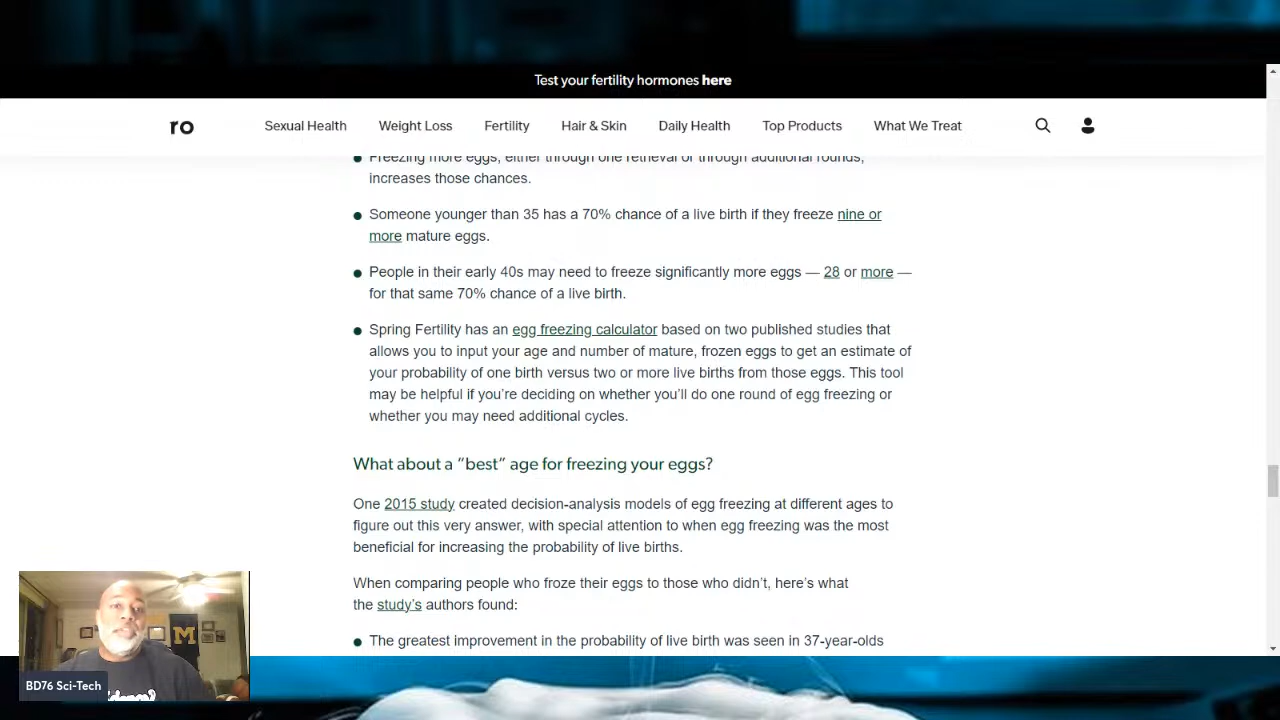 Test your fertility hormones here
ro
Sexual Health Weight Loss Fertility Hair & Skin Daily Health Top Products What We Treat
Freezing more eggs, either through one retrieval or through additional rounds,
increases those chances.
Someone younger than 35 has a 70% chance of a live birth if they freeze nine or
more mature eggs.
People in their early 40s may need to freeze significantly more eggs — 28 or more —
for that same 70% chance of a live birth.
Spring Fertility has an egg freezing calculator based on two published studies that
allows you to input your age and number of mature, frozen eggs to get an estimate of
your probability of one birth versus two or more live births from those eggs. This tool
may be helpful if you’re deciding on whether you’ll do one round of egg freezing or
whether you may need additional cycles.
What about a “best” age for freezing your eggs?
One 2015 study created decision-analysis models of egg freezing at different ages to
figure out this very answer, with special attention to when egg freezing was the most
beneficial for increasing the probability of live births.
When comparing people who froze their eggs to those who didn’t, here’s what
the study’s authors found:
The greatest improvement in the probability of live birth was seen in 37-year-olds
M
BD76 Sci-Tech